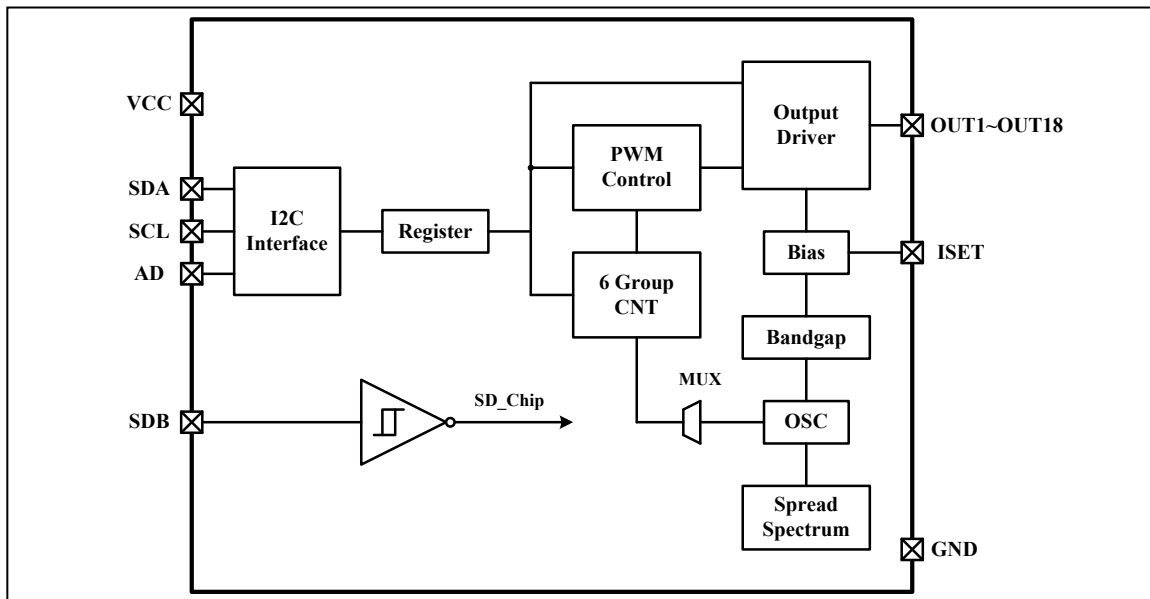 VCC
SDA
SCL
AD
SDB
I2C
Interface
Register
SD_Chip
PWM
Control
6 Group
CNT
MUX
Output
Driver
Bias
Bandgap
OSC
Spread
Spectrum
OUT1~OUT18
ISET
GND